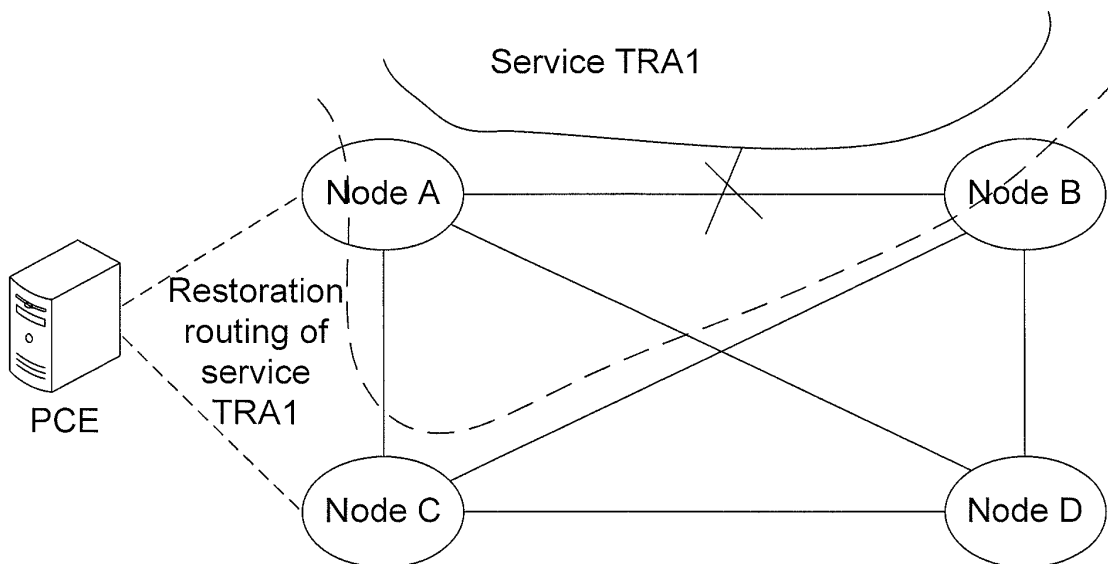 Service TRA1
Node A
Node B
Restoration
routing of
service
TRA1
PCE
Node C
Node D